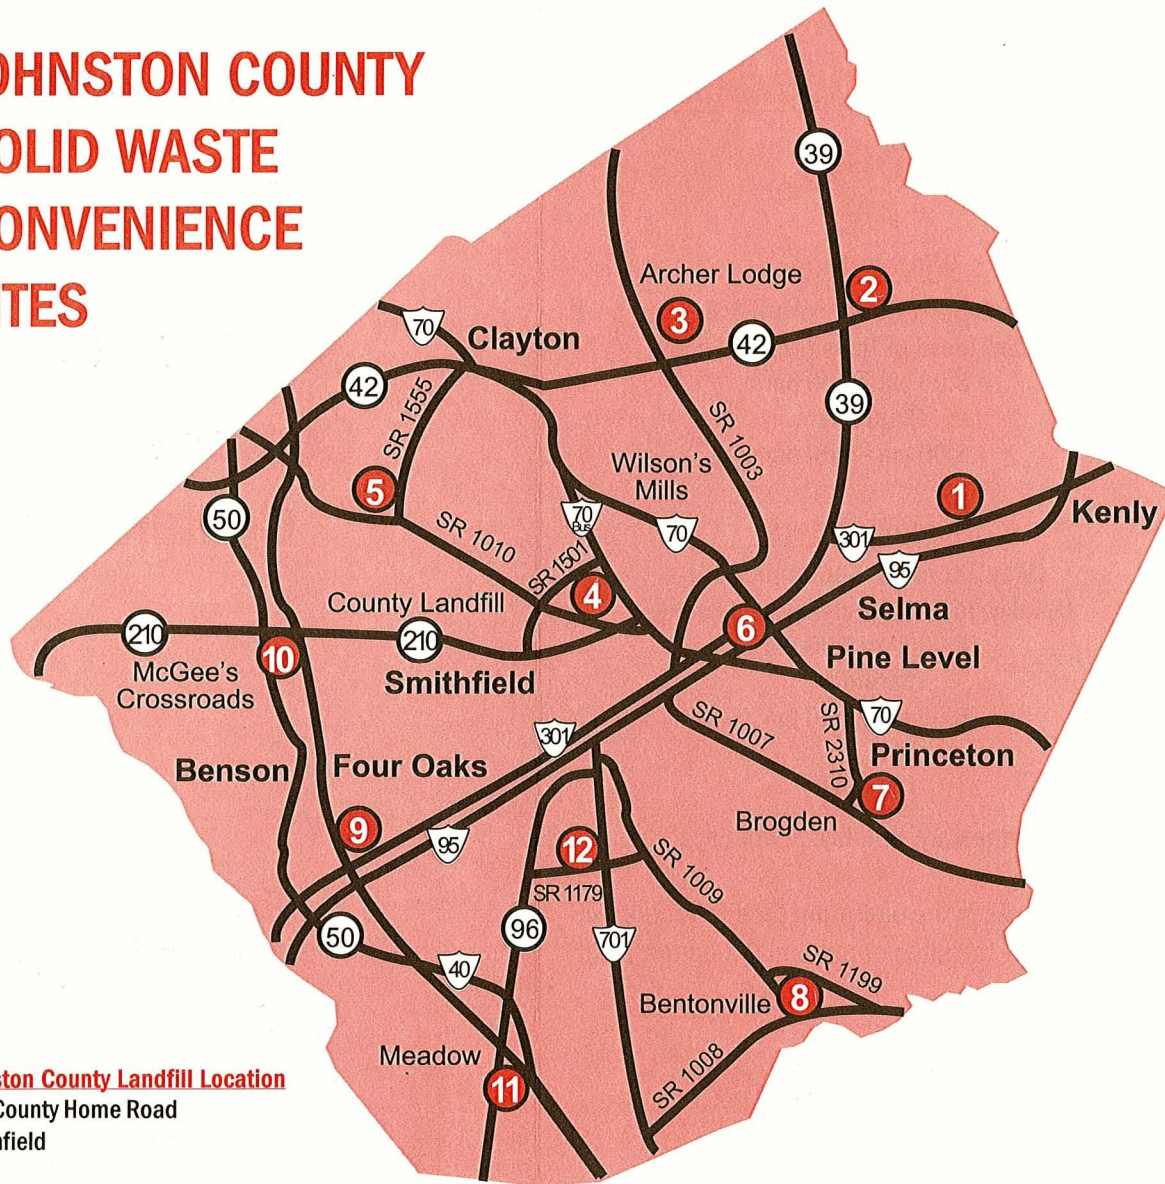 OHNSTON COUNTY
OLID WASTE
ONVENIENCE
ITES
39
Archer Lodge
2
3
70
Clayton
42
42
39
SR 1555
SR 1003
Wilson's
Mills
5
1
50
70
Bus
70
301
Kenly
SR 1010
SR 1501
95
County Landfill
4
Selma
210
210
6
10
McGee's
Crossroads
Smithfield
Pine Level
SR 1007
SR 2310
70
301
Princeton
Benson
Four Oaks
7
Brogden
9
95
12
SR 1009
SR 1179
50
96
701
40
SR 1199
Bentonville
8
Meadow
SR 1008
11
ston County Landfill Location
County Home Road
nfield